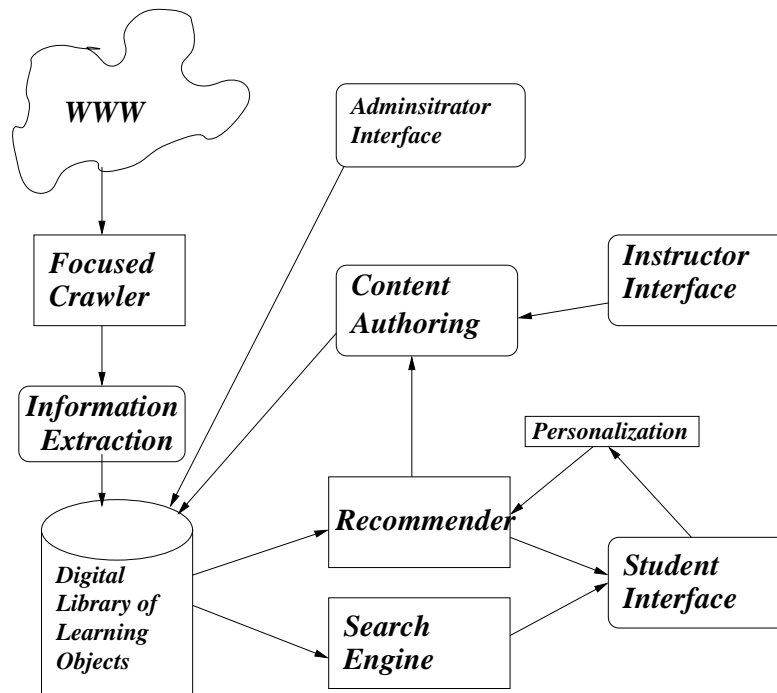 WWW
Adminsitrator
Interface
Focused
Crawler
Content
Authoring
Instructor
Interface
Information
Extraction
Personalization
Recommender
Digital
Library of
Learning
Objects
Search
Engine
Student
Interface